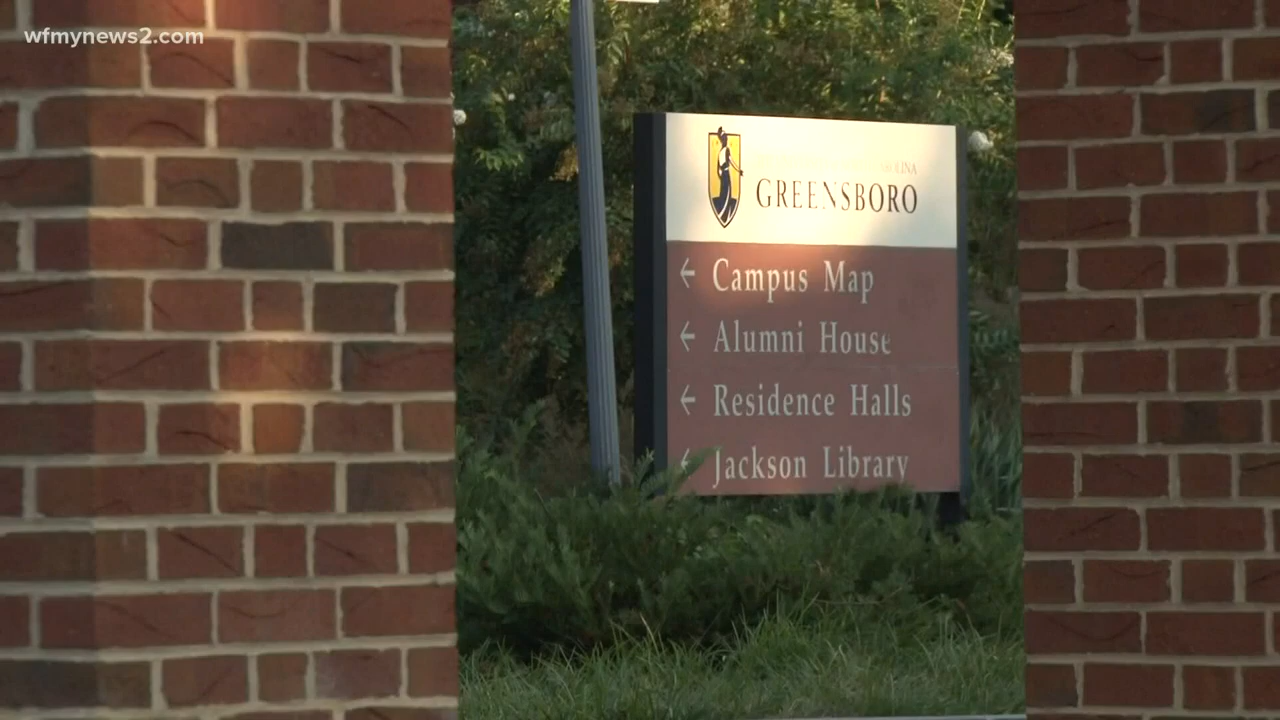 wfmynews2.com
GREENSBORO
← Campus Map
← Alumni House
← Residence Halls
← Jackson Library